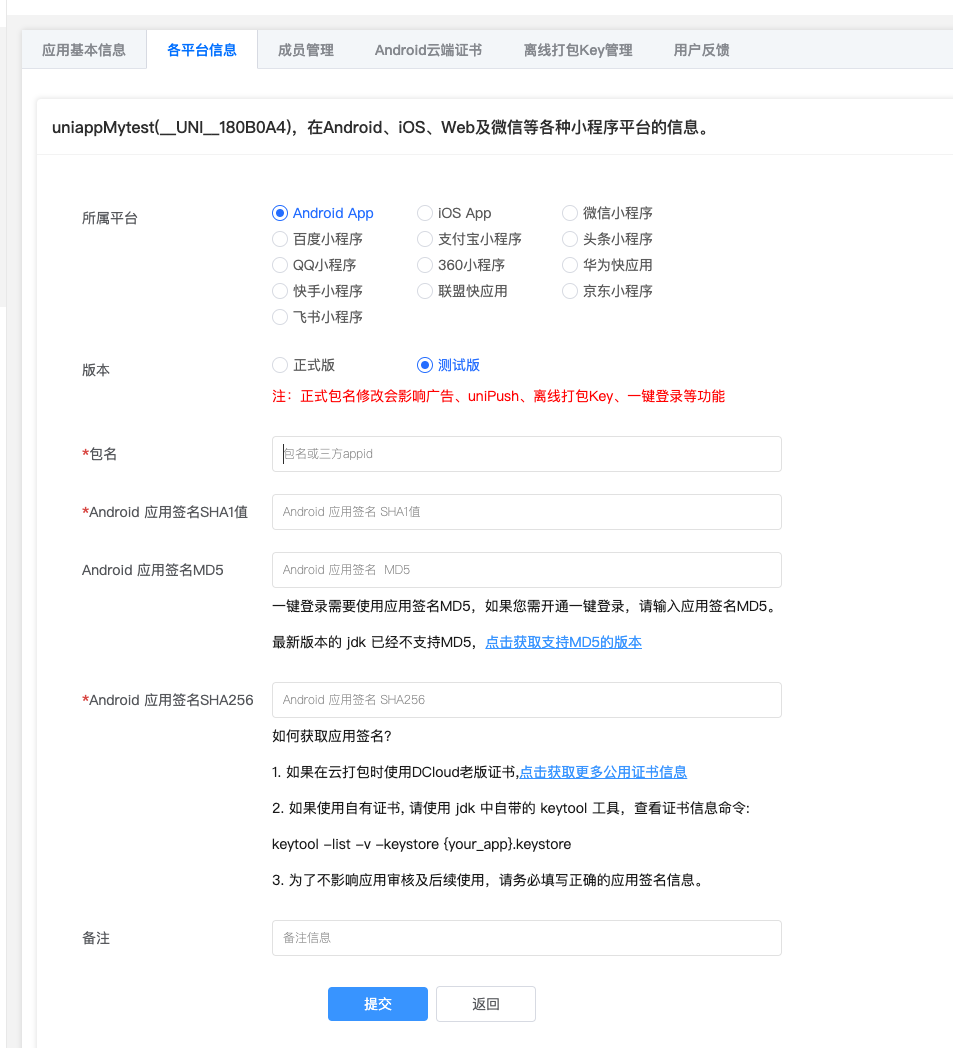 应用基本信息 各平台信息 成员管理 Android云端证书 离线打包Key管理 用户反馈
uniappMytest(__UNI__180B0A4)，在Android、iOS、Web及微信等各种小程序平台的信息。
所属平台
Android App iOS App 微信小程序
百度小程序 支付宝小程序 头条小程序
QQ小程序 360小程序 华为快应用
快手小程序 联盟快应用 京东小程序
飞书小程序
版本 正式版 测试版
注：正式包名修改会影响广告、uniPush、离线打包Key、一键登录等功能
*包名 包名或三方appid
*Android 应用签名SHA1值 Android 应用签名 SHA1值
Android 应用签名MD5 Android 应用签名 MD5
一键登录需要使用应用签名MD5，如果您需开通一键登录，请输入应用签名MD5。
最新版本的 jdk 已经不支持MD5，点击获取支持MD5的版本
*Android 应用签名SHA256 Android 应用签名 SHA256
如何获取应用签名?
1. 如果在云打包时使用DCloud老版证书,点击获取更多公用证书信息
2. 如果使用自有证书, 请使用 jdk 中自带的 keytool 工具，查看证书信息命令:
keytool –list –v –keystore {your_app}.keystore
3. 为了不影响应用审核及后续使用，请务必填写正确的应用签名信息。
备注 备注信息
提交 返回